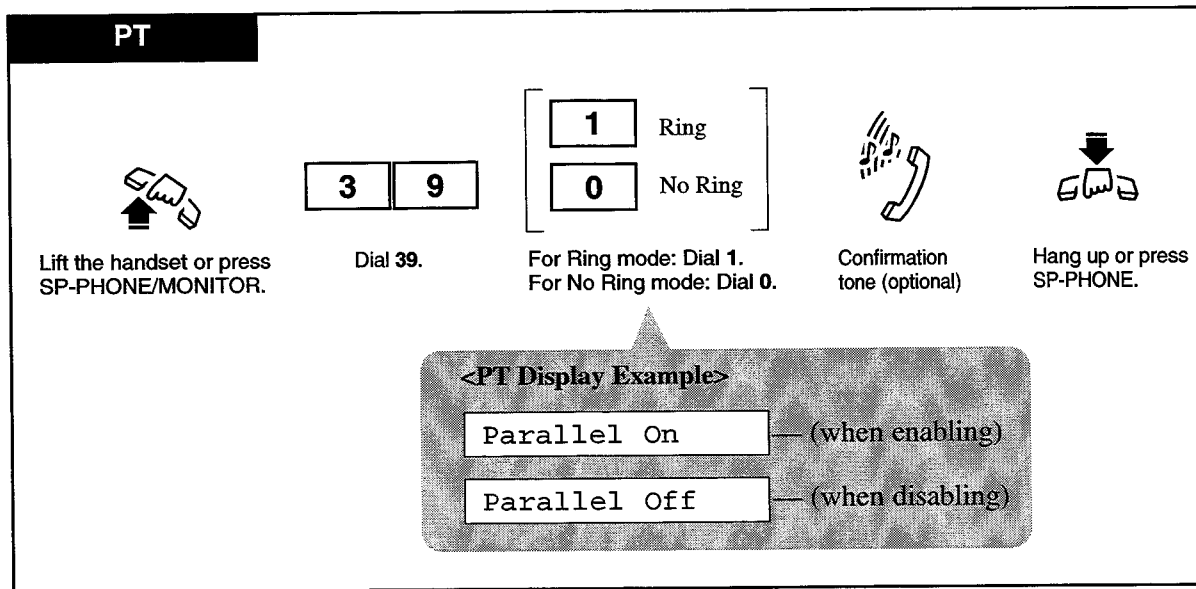 PT
1 Ring
3 9
0 No Ring
Lift the handset or press
SP-PHONE/MONITOR.
Dial 39.
For Ring mode: Dial 1.
For No Ring mode: Dial 0.
Confirmation
tone (optional)
Hang up or press
SP-PHONE.
<PT Display Example>
Parallel On (when enabling)
Parallel Off (when disabling)